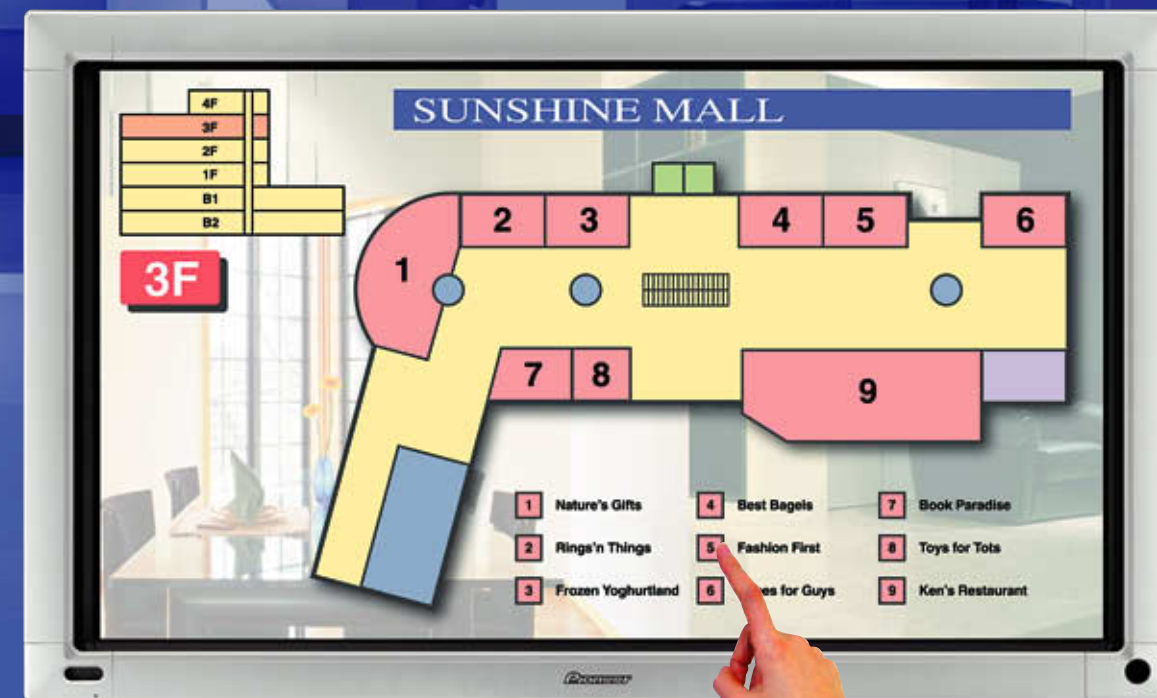 SUNSHINE MALL
4F
3F
2F
1F
B1
B2
3F
1
2
3
4
5
6
7
8
9
1 Nature's Gifts
2 Rings'n Things
3 Frozen Yoghurtland
4 Best Bagels
5 Fashion First
6 es for Guys
7 Book Paradise
8 Toys for Tots
9 Ken's Restaurant
Pioneer